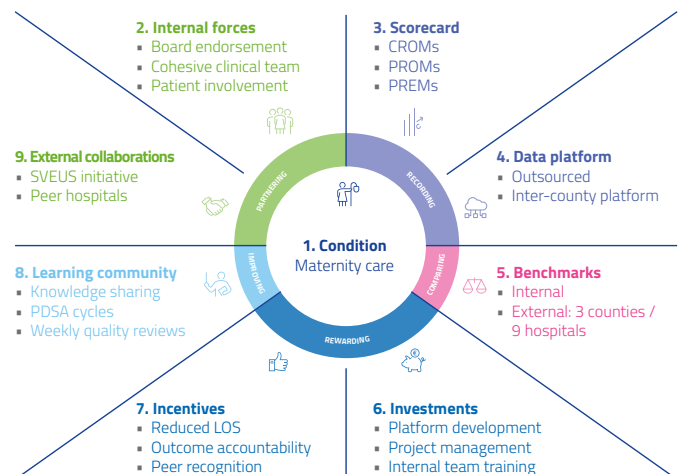 2. Internal forces
Board endorsement
Cohesive clinical team
Patient involvement
3. Scorecard
CROMs
PROMs
PREMs
9. External collaborations
SVEUS initiative
Peer hospitals
4. Data platform
Outsourced
Inter-county platform
PARTNERING
RECORDING
1. Condition
Maternity care
IMPROVING
COMPARING
REWARDING
8. Learning community
Knowledge sharing
PDSA cycles
Weekly quality reviews
5. Benchmarks
Internal
External: 3 counties /
9 hospitals
7. Incentives
Reduced LOS
Outcome accountability
Peer recognition
6. Investments
Platform development
Project management
Internal team training